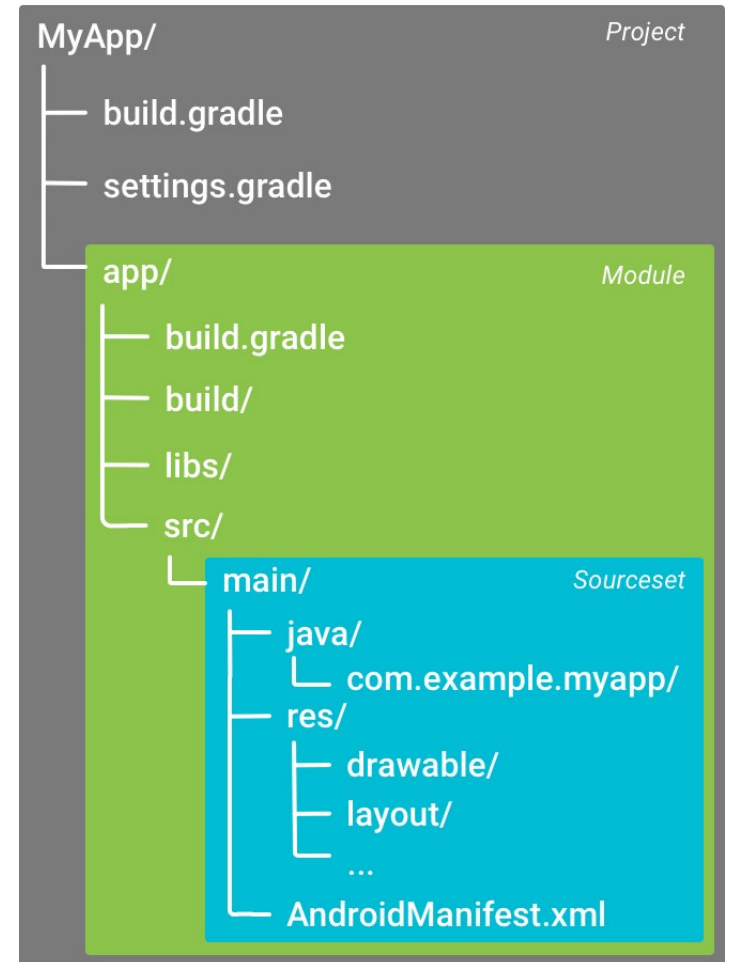 MyApp/ Project
build.gradle
settings.gradle
app/ Module
build.gradle
build/
libs/
src/
main/ Sourceset
java/
com.example.myapp/
res/
drawable/
layout/
...
AndroidManifest.xml